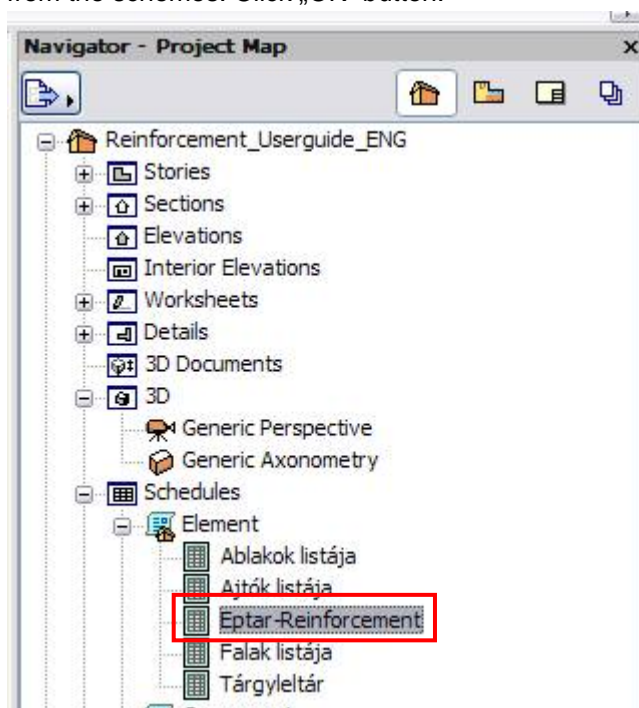 Navigator - Project Map
Reinforcement_Userguide_ENG
Stories
Sections
Elevations
Interior Elevations
Worksheets
Details
3D Documents
3D
Generic Perspective
Generic Axonometry
Schedules
Element
Ablakok listája
Ajtók listája
Eptar-Reinforcement
Falak listája
Tárgyleltár